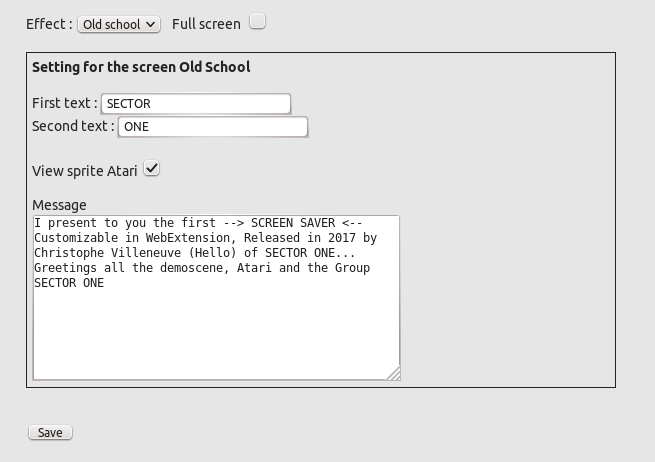 Effect : Old school Full screen
Setting for the screen Old School
First text : SECTOR
Second text : ONE
View sprite Atari
Message
I present to you the first --> SCREEN SAVER <--
Customizable in WebExtension, Released in 2017 by
Christophe Villeneuve (Hello) of SECTOR ONE...
Greetings all the demoscene, Atari and the Group
SECTOR ONE
Save